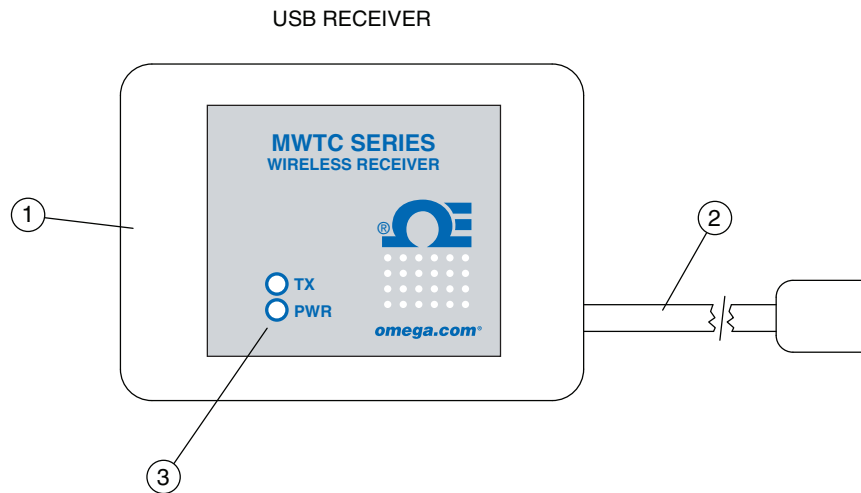 USB RECEIVER
MWTC SERIES
WIRELESS RECEIVER
1
2
®
TX
PWR
omega.com®
3